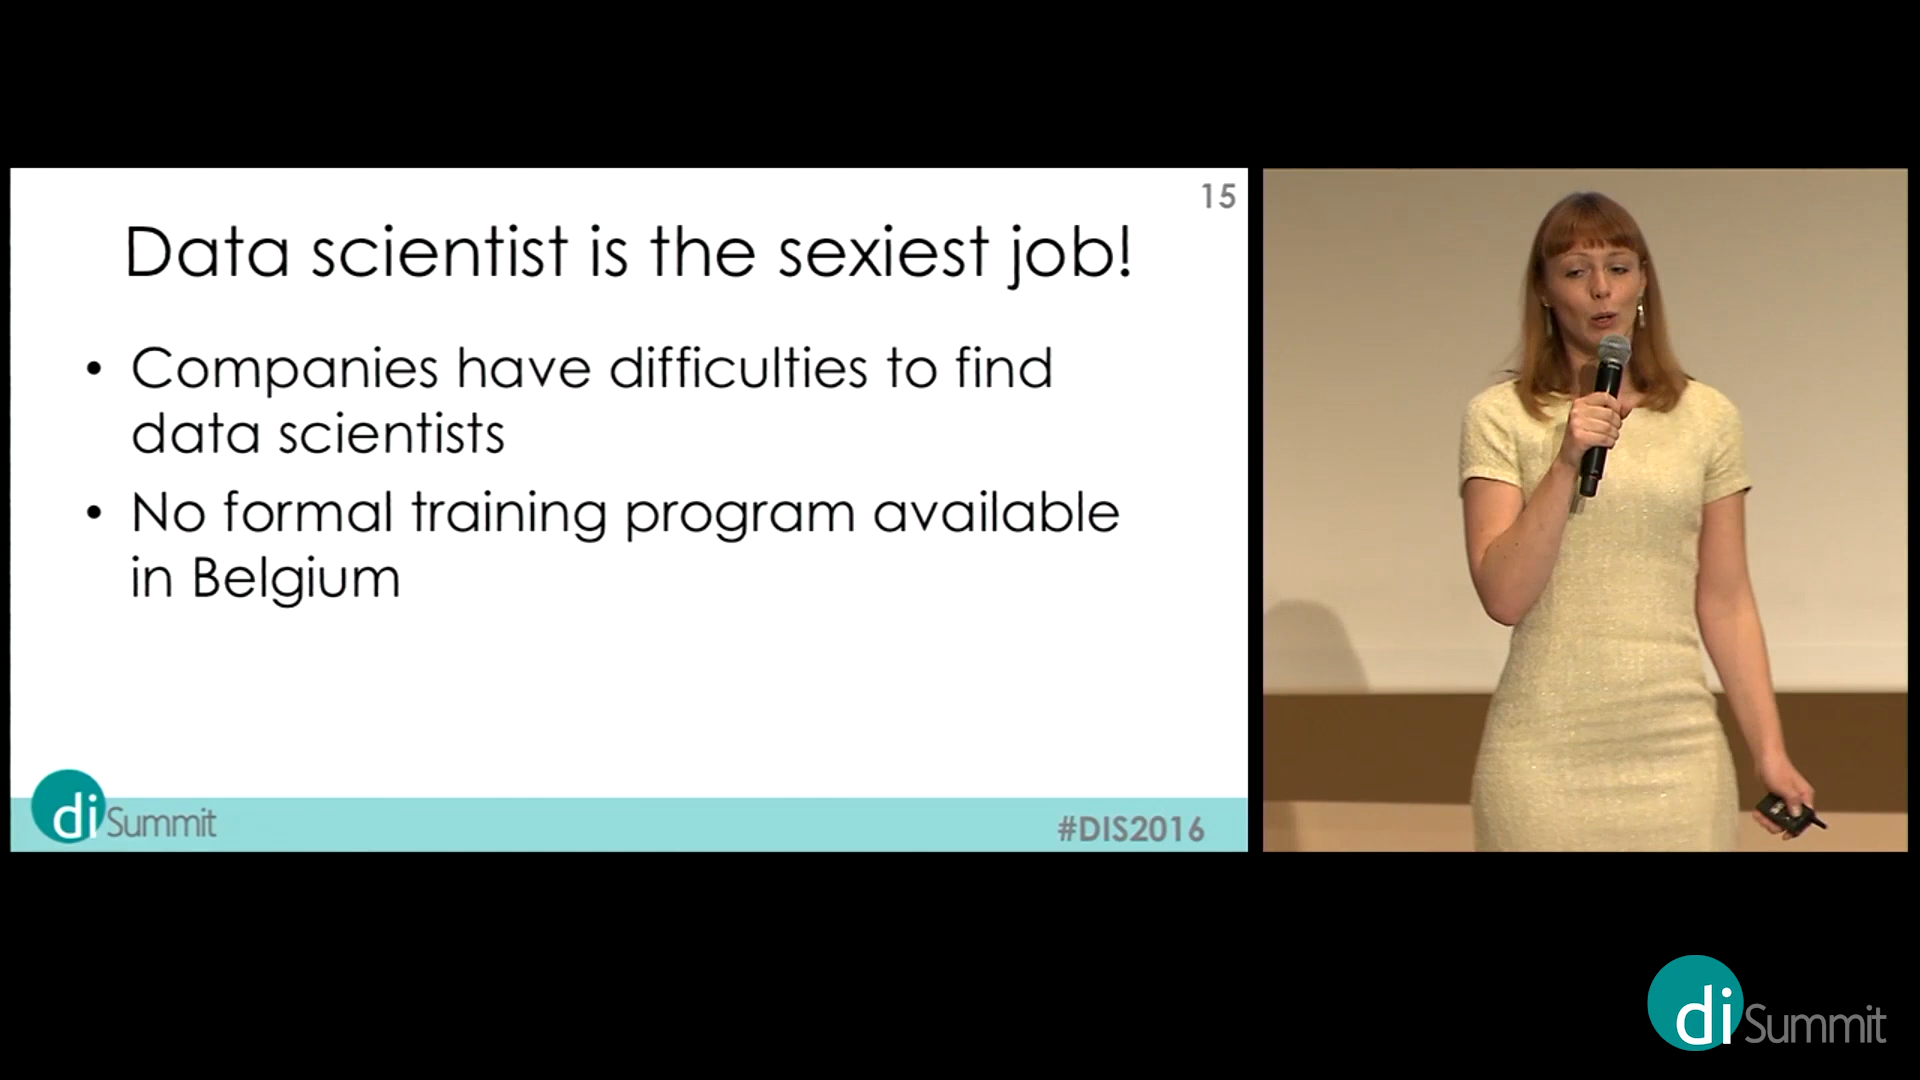 15
Data scientist is the sexiest job!
• Companies have difficulties to find
data scientists
• No formal training program available
in Belgium
di Summit
#DIS2016
di Summit